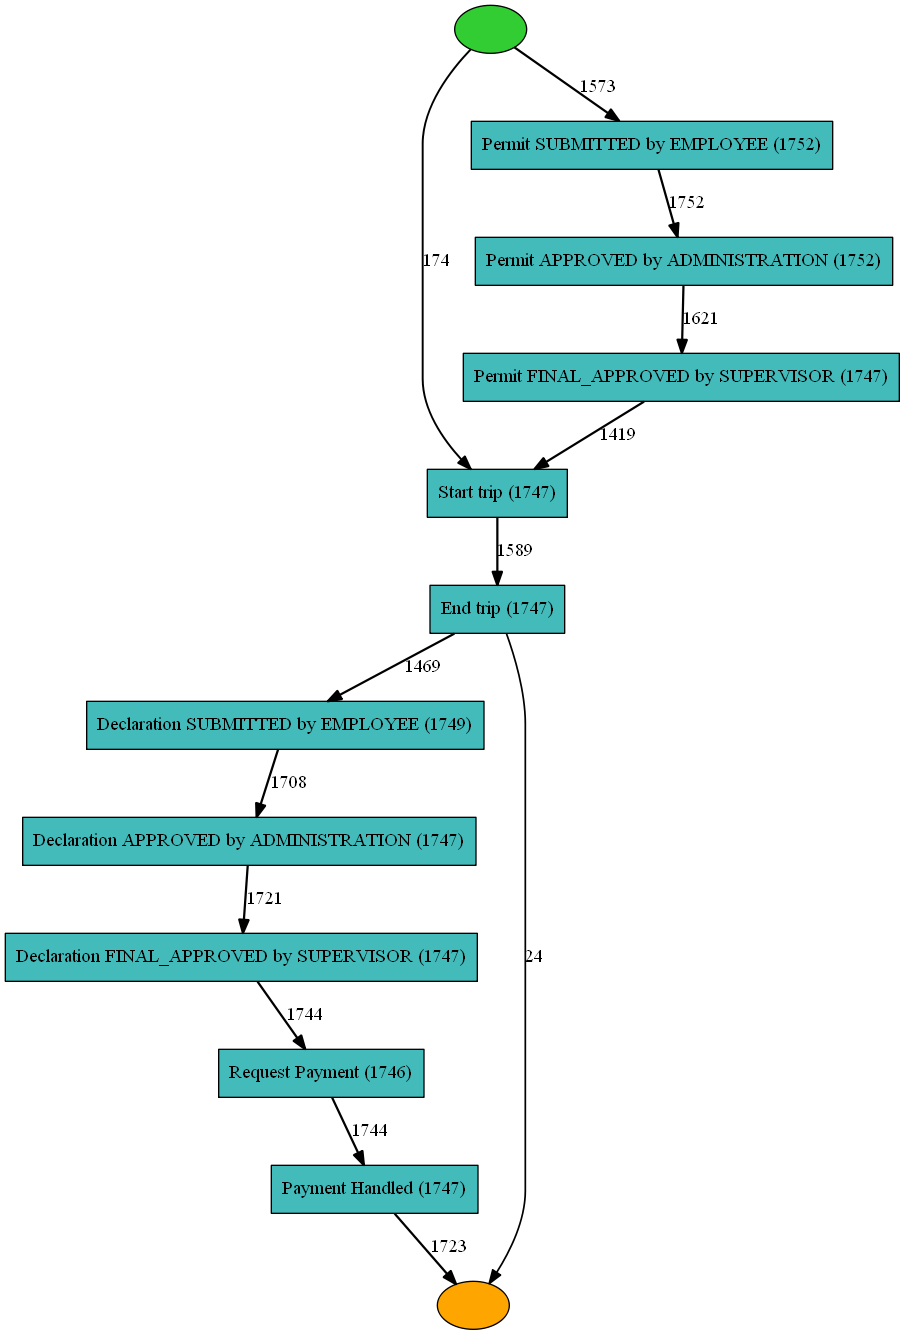 1573
Permit SUBMITTED by EMPLOYEE (1752)
1752
174
Permit APPROVED by ADMINISTRATION (1752)
1621
Permit FINAL_APPROVED by SUPERVISOR (1747)
1419
Start trip (1747)
1589
End trip (1747)
1469
Declaration SUBMITTED by EMPLOYEE (1749)
1708
Declaration APPROVED by ADMINISTRATION (1747)
1721
Declaration FINAL_APPROVED by SUPERVISOR (1747)
24
1744
Request Payment (1746)
1744
Payment Handled (1747)
1723